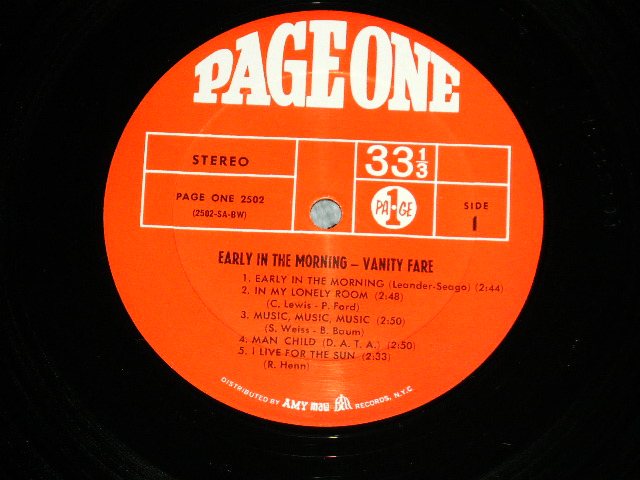 PAGE ONE
STEREO
33 1/3
PAGE ONE 2502
(2502-SA-BW)
PA 1 GE
SIDE
1
EARLY IN THE MORNING – VANITY FARE
1. EARLY IN THE MORNING (Leander-Seago) (2:44)
2. IN MY LONELY ROOM (2:48)
(C. Lewis - P. Ford)
3. MUSIC, MUSIC, MUSIC (2:50)
(S. Weiss - B. Baum)
4. MAN CHILD (D. A. T. A.) (2:50)
5. I LIVE FOR THE SUN (2:33)
(R. Henn)
DISTRIBUTED BY AMY mala BELL RECORDS, N.Y.C.